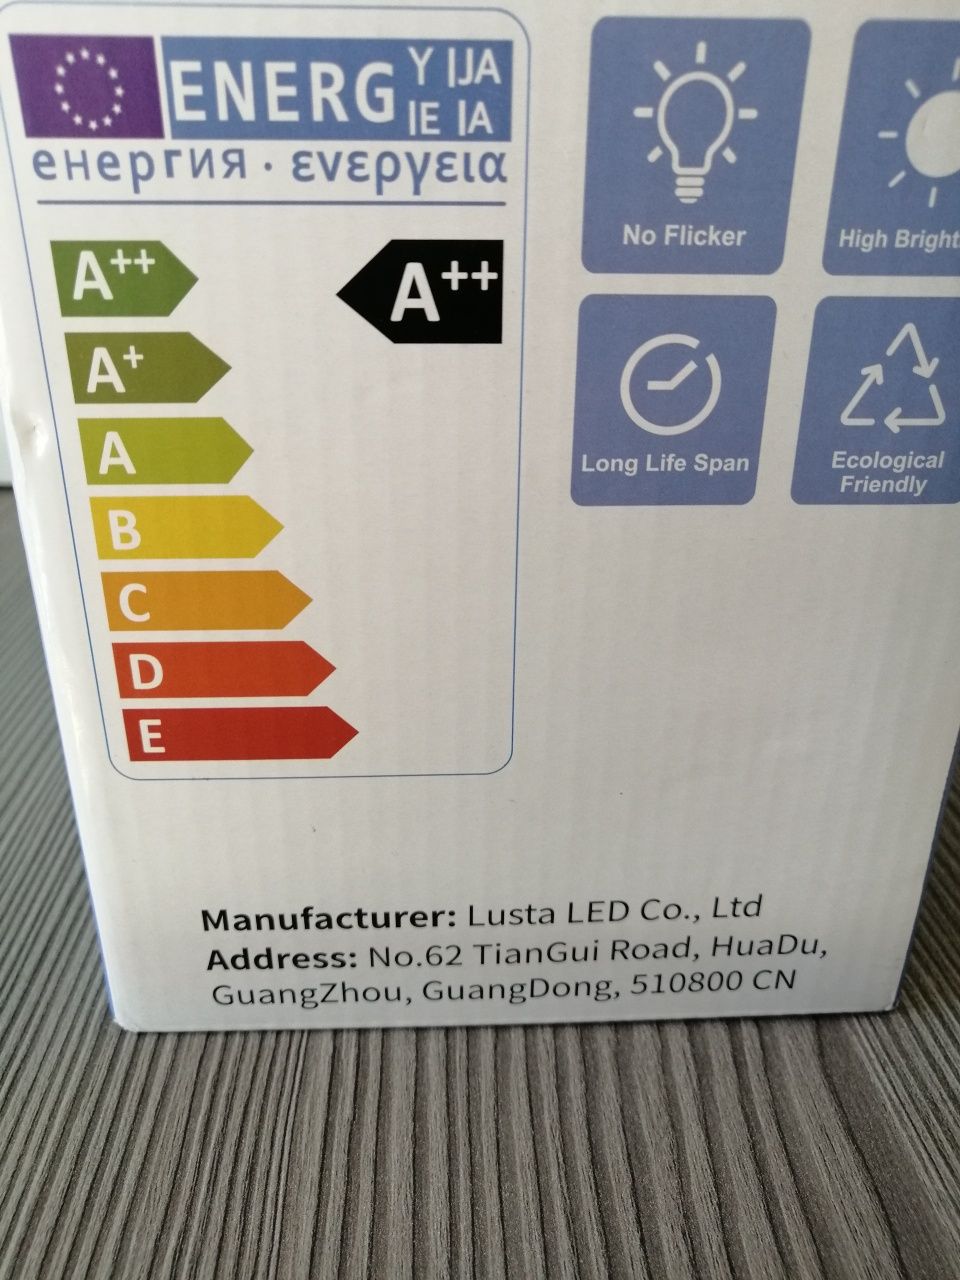 ENERG
Y IJA
IE IA
енергия · ενεργεια
A++
A++
A+
A
B
C
D
E
No Flicker
High Bright
Long Life Span
Ecological
Friendly
Manufacturer: Lusta LED Co., Ltd
Address: No.62 TianGui Road, HuaDu,
GuangZhou, GuangDong, 510800 CN